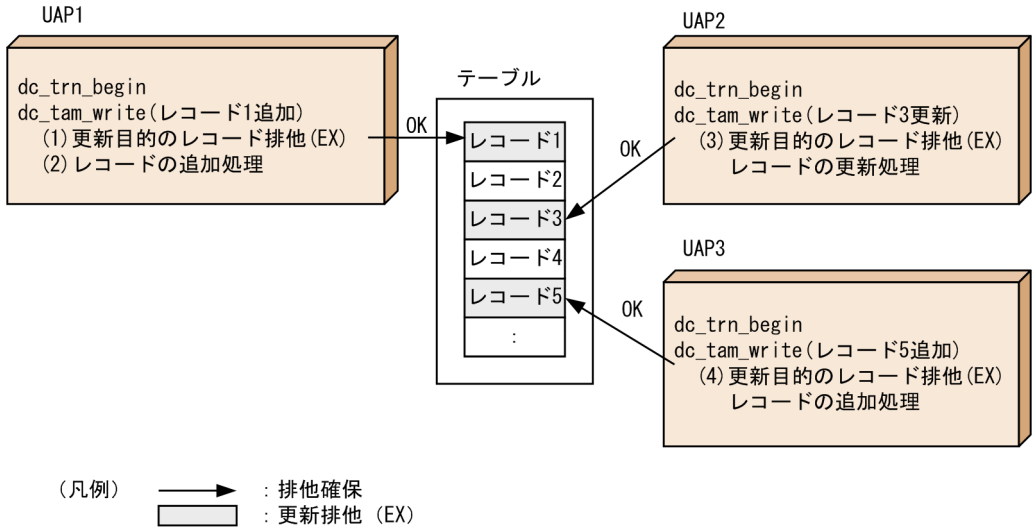 UAP1
dc_trn_begin
dc_tam_write(レコード1追加)
(1)更新目的のレコード排他(EX)
(2)レコードの追加処理
OK
テーブル
レコード1
レコード2
レコード3
レコード4
レコード5
:
UAP2
dc_trn_begin
dc_tam_write(レコード3更新)
(3)更新目的のレコード排他(EX)
レコードの更新処理
OK
UAP3
dc_trn_begin
dc_tam_write(レコード5追加)
(4)更新目的のレコード排他(EX)
レコードの追加処理
OK
(凡例)
:排他確保
:更新排他(EX)